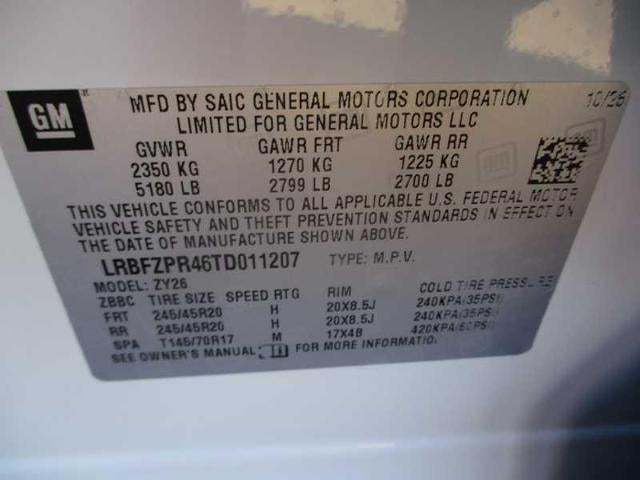 GM
MFD BY SAIC GENERAL MOTORS CORPORATION 10/25
LIMITED FOR GENERAL MOTORS LLC
GVWR GAWR FRT GAWR RR
2350 KG 1270 KG 1225 KG
5180 LB 2799 LB 2700 LB
THIS VEHICLE CONFORMS TO ALL APPLICABLE U.S. FEDERAL MOTOR
VEHICLE SAFETY AND THEFT PREVENTION STANDARDS IN EFFECT ON
THE DATE OF MANUFACTURE SHOWN ABOVE.
LRBFZPR46TD011207 TYPE: M.P.V.
MODEL: ZY26
ZBBC TIRE SIZE SPEED RTG RIM COLD TIRE PRESSURE
FRT 245/45R20 H 20X8.5J 240KPA(35PSI)
RR 245/45R20 H 20X8.5J 240KPA(35PSI)
SPA T145/70R17 M 17X4B 420KPA(60PSI)
SEE OWNER'S MANUAL FOR MORE INFORMATION